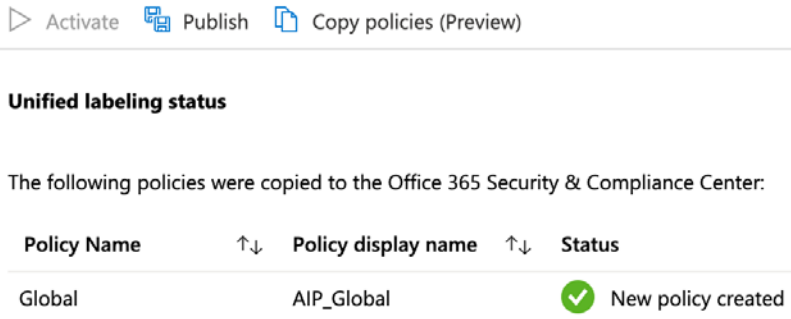 Activate Publish Copy policies (Preview)
Unified labeling status
The following policies were copied to the Office 365 Security & Compliance Center:
Policy Name ↑↓ Policy display name ↑↓ Status
Global AIP_Global New policy created